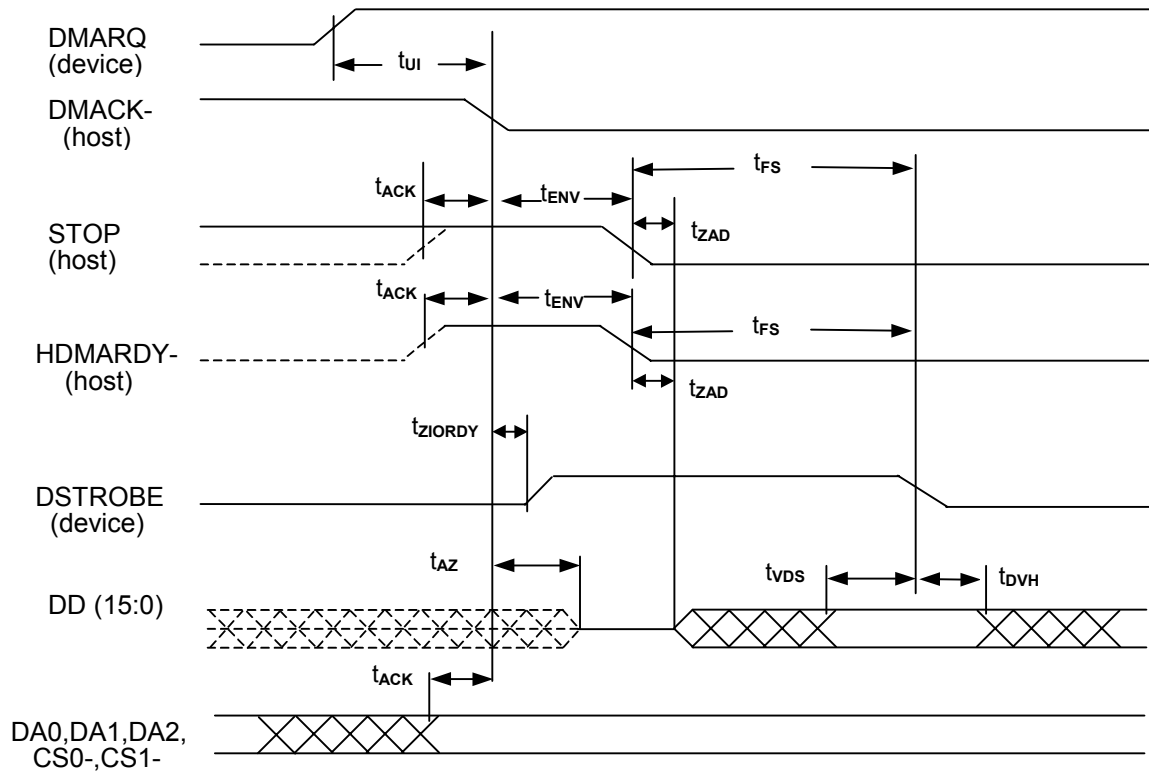 DMARQ
(device)
tUI
DMACK-
(host)
tFS
tACK
tENV
tZAD
STOP
(host)
tACK
tENV
tFS
HDMARDY-
(host)
tZAD
tZIORDY
DSTROBE
(device)
tAZ
tVDS
tDVH
DD (15:0)
tACK
DA0,DA1,DA2,
CS0-,CS1-